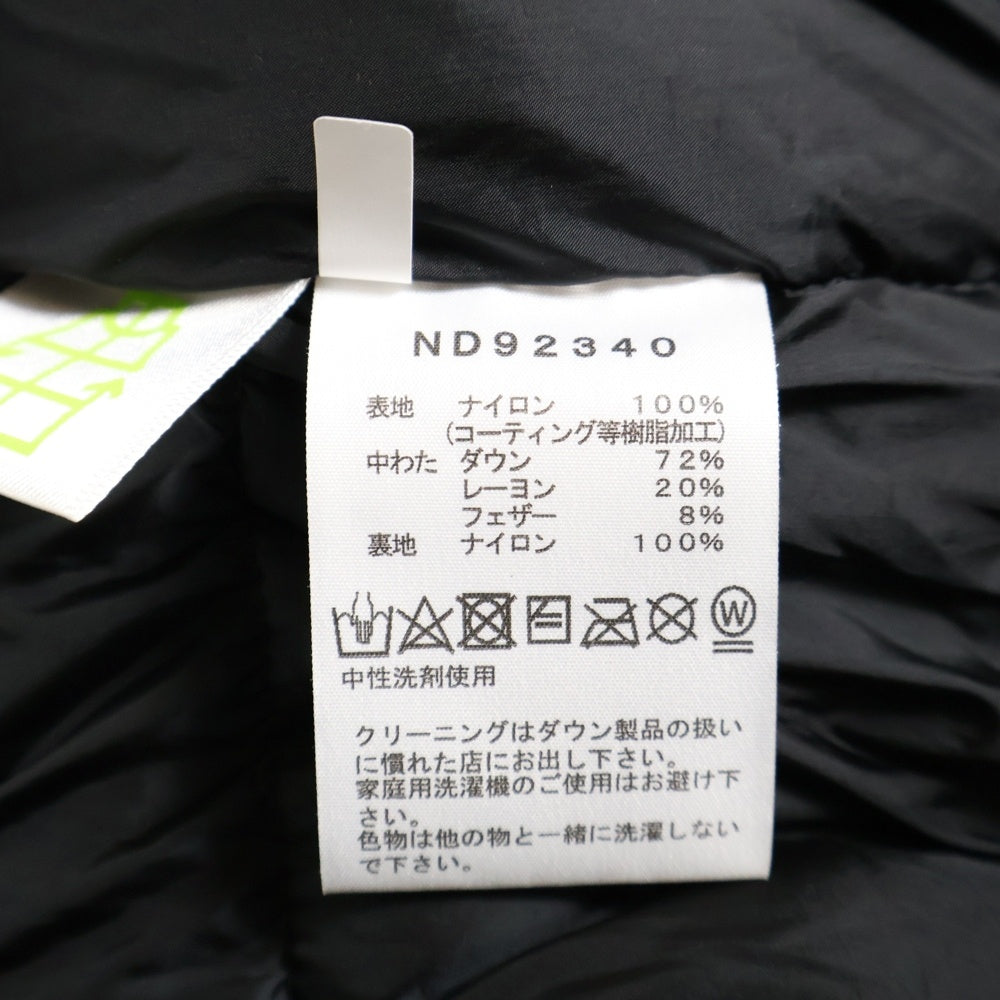 ND92340
表地 ナイロン 100%
(コーティング等樹脂加工)
中わた ダウン 72%
レーヨン 20%
フェザー 8%
裏地 ナイロン 100%
W
中性洗剤使用
クリーニングはダウン製品の扱い
に慣れた店にお出し下さい。
家庭用洗濯機のご使用はお避け下
さい。
色物は他の物と一緒に洗濯しない
で下さい。